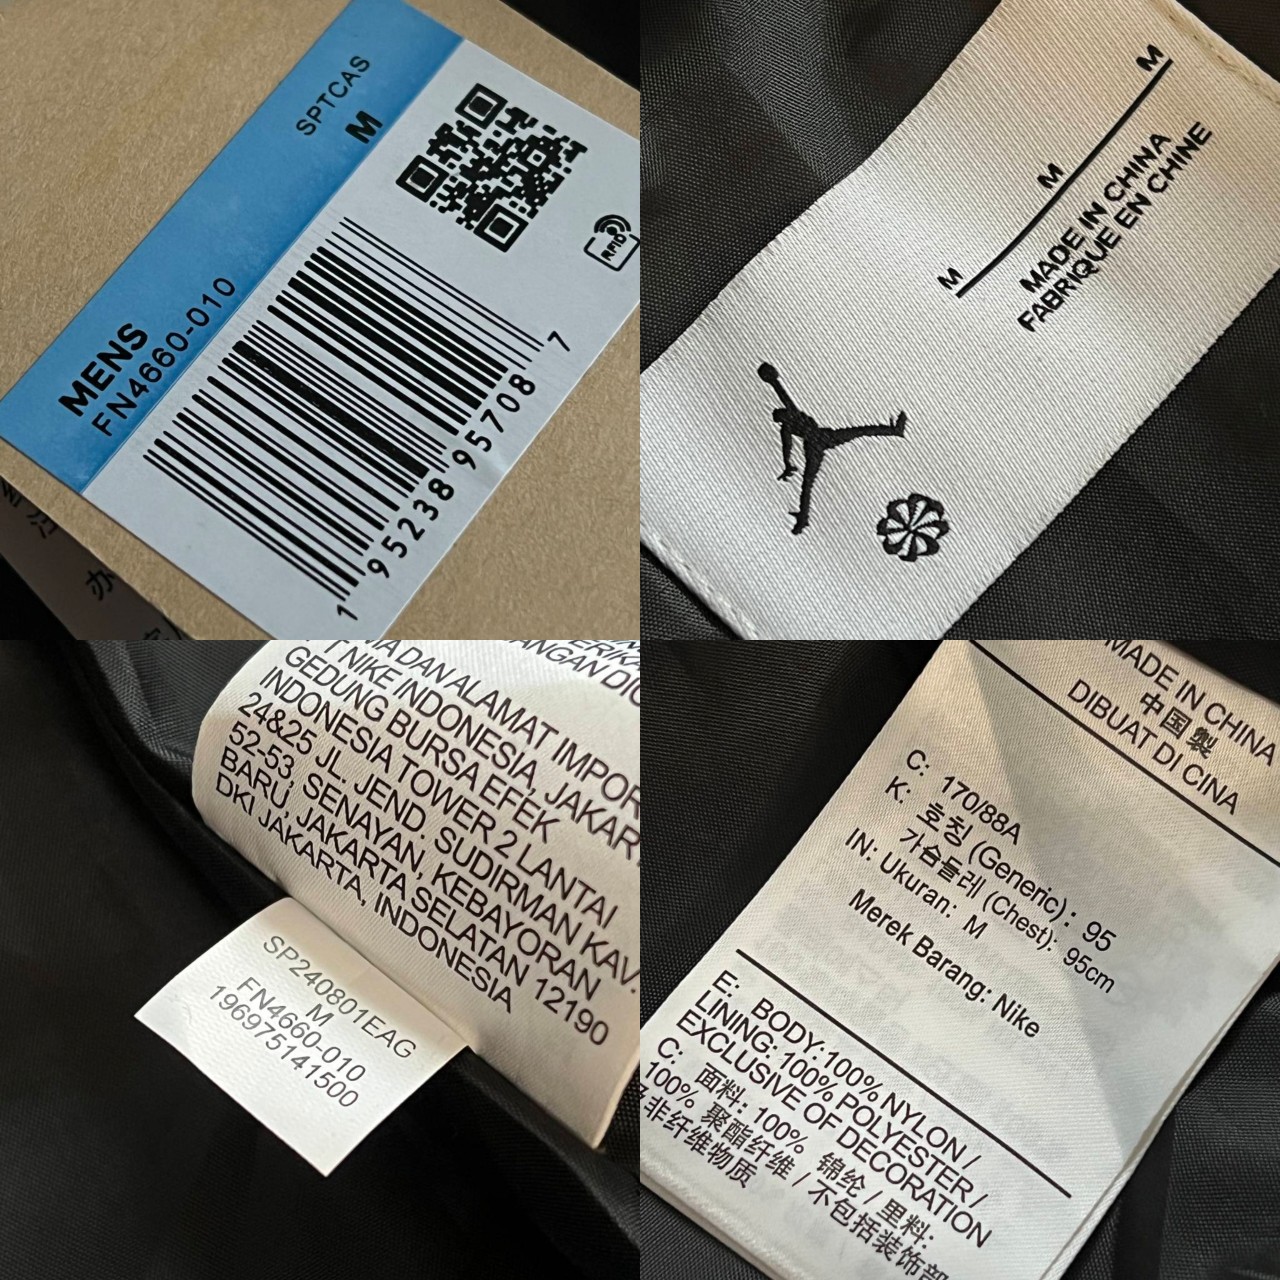 SPTCAS
M
MENS
FN4660-010
RFID
1 95238 95708 7
M
M
M
MADE IN CHINA
FABRIQUE EN CHINE
DAN ALAMAT IMPOR
T NIKE INDONESIA, JAKAR
GEDUNG BURSA EFEK
INDONESIA TOWER 2 LANTAI
24&25 JL. JEND. SUDIRMAN KAV.
52-53, SENAYAN, KEBAYORAN
BARU, JAKARTA SELATAN 12190
DKI JAKARTA, INDONESIA
SP240801EAG
M
FN4660-010
196975141500
MADE IN CHINA
中国製
DIBUAT DI CINA
C: 170/88A
K: 호칭 (Generic): 95
가슴둘레 (Chest): 95cm
IN: Ukuran: M
Merek Barang: Nike
E: BODY:100% NYLON /
LINING: 100% POLYESTER /
EXCLUSIVE OF DECORATION
C: 面料: 100% 锦纶 / 里料:
100% 聚酯纤维 / 不包括装饰部
非纤维物质